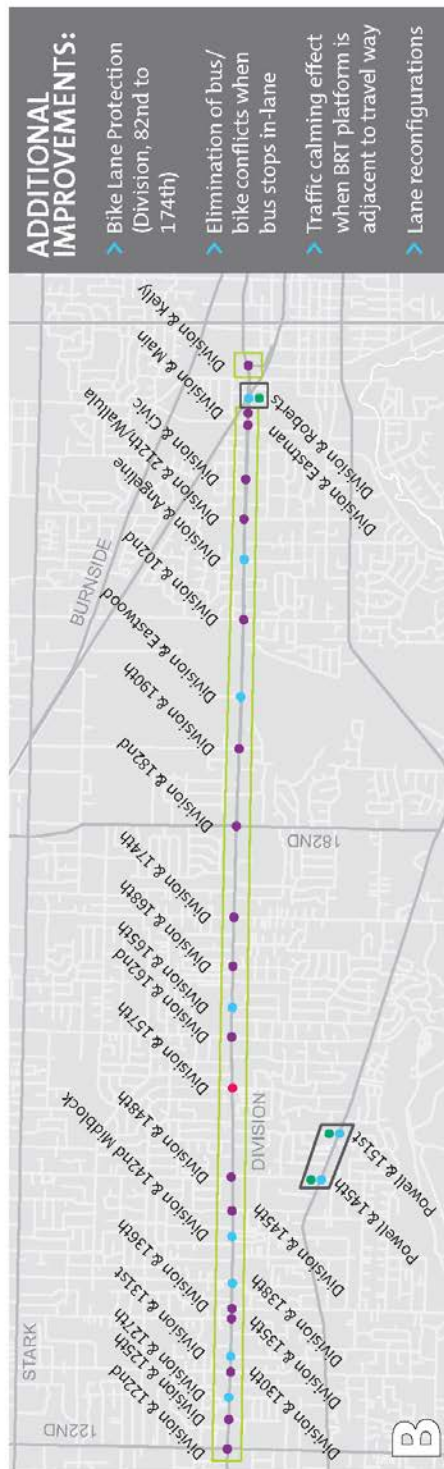 ADDITIONAL
IMPROVEMENTS:
> Bike Lane Protection
(Division, 82nd to
174th)
> Elimination of bus/
bike conflicts when
bus stops in-lane
> Traffic calming effect
when BRT platform is
adjacent to travel way
> Lane reconfigurations
STARK
BURNSIDE
122ND
182ND
DIVISION
Division & 122nd
Division & 125th
Division & 127th
Division & 131st
Division & 136th
Division & 142nd Midblock
Division & 148th
Division & 157th
Division & 162nd
Division & 165th
Division & 168th
Division & 174th
Division & 182nd
Division & 190th
Division & Eastwood
Division & 102nd
Division & Angeline
Division & 212th/Wallula
Division & Civic
Division & Main
Division & Kelly
Division & 130th
Division & 135th
Division & 138th
Division & 145th
Powell & 145th
Powell & 151st
Division & Eastman
Division & Roberts
B